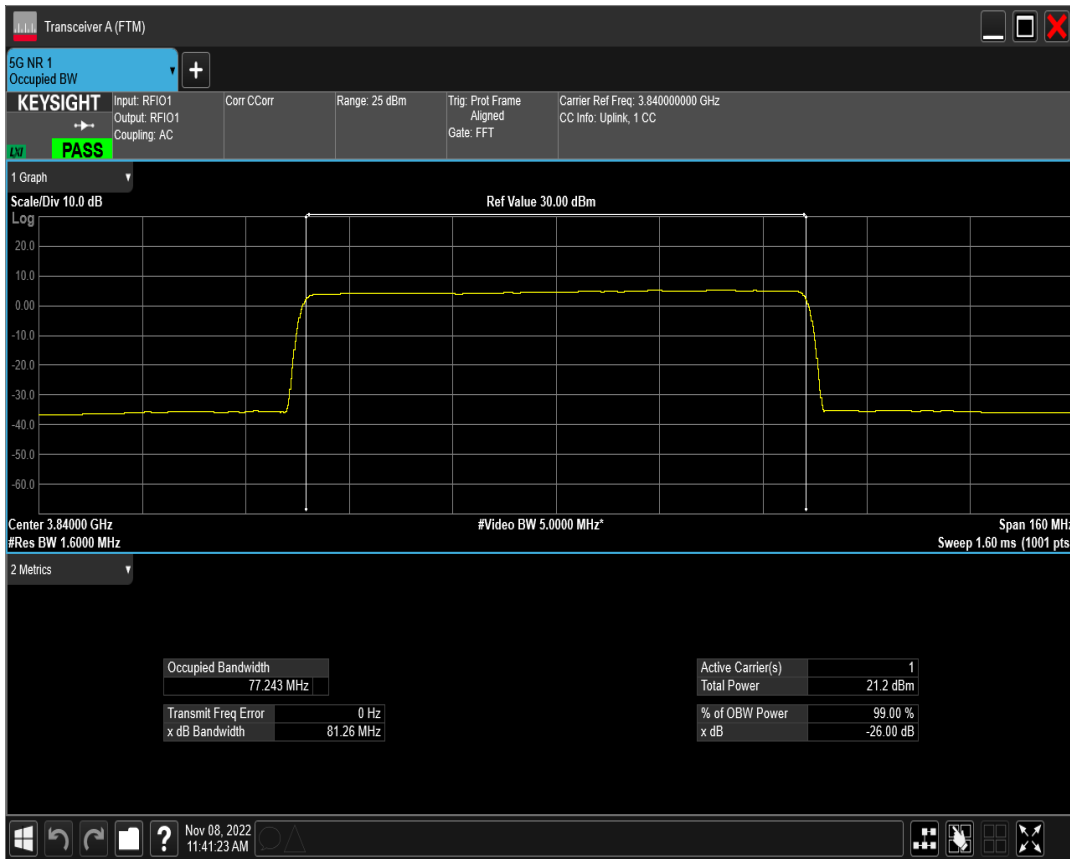 Transceiver A (FTM)
5G NR 1
Occupied BW
+
KEYSIGHT
LXI
PASS
Input: RFIO1
Output: RFIO1
Coupling: AC
Corr CCorr
Range: 25 dBm
Trig: Prot Frame
Aligned
Gate: FFT
Carrier Ref Freq: 3.840000000 GHz
CC Info: Uplink, 1 CC
1 Graph
Scale/Div 10.0 dB
Ref Value 30.00 dBm
Log
20.0
10.0
0.00
-10.0
-20.0
-30.0
-40.0
-50.0
-60.0
Center 3.84000 GHz
#Video BW 5.0000 MHz*
Span 160 MHz
#Res BW 1.6000 MHz
Sweep 1.60 ms (1001 pts
2 Metrics
Occupied Bandwidth
77.243 MHz
Transmit Freq Error 0 Hz
x dB Bandwidth 81.26 MHz
Active Carrier(s) 1
Total Power 21.2 dBm
% of OBW Power 99.00 %
x dB -26.00 dB
?
Nov 08, 2022
11:41:23 AM